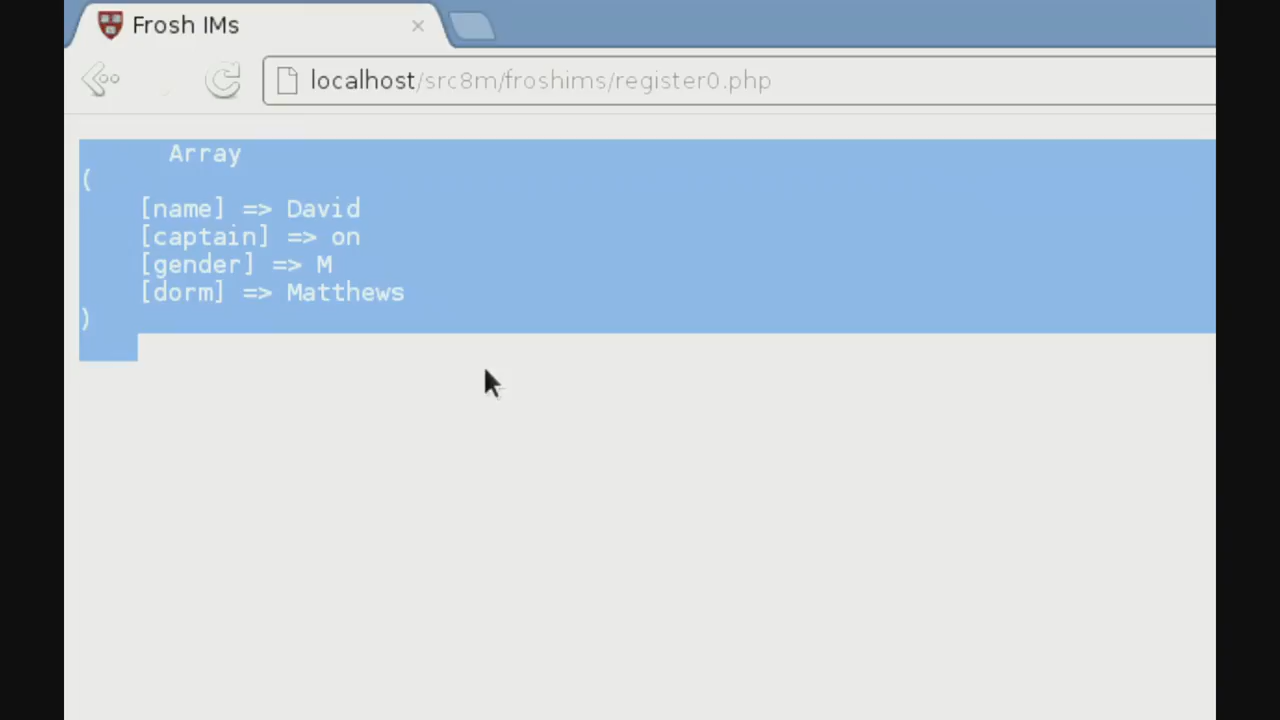 Frosh IMs
localhost/src8m/froshims/register0.php
Array
(
[name] => David
[captain] => on
[gender] => M
[dorm] => Matthews
)